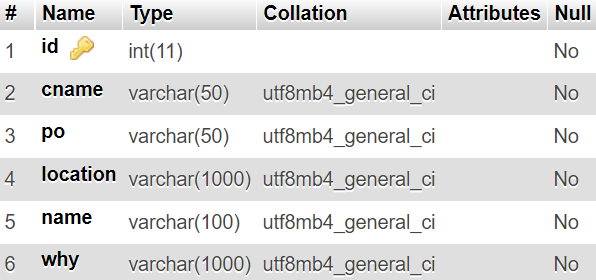 # Name Type Collation Attributes Null
1 id int(11) No
2 cname varchar(50) utf8mb4_general_ci No
3 po varchar(50) utf8mb4_general_ci No
4 location varchar(1000) utf8mb4_general_ci No
5 name varchar(100) utf8mb4_general_ci No
6 why varchar(1000) utf8mb4_general_ci No